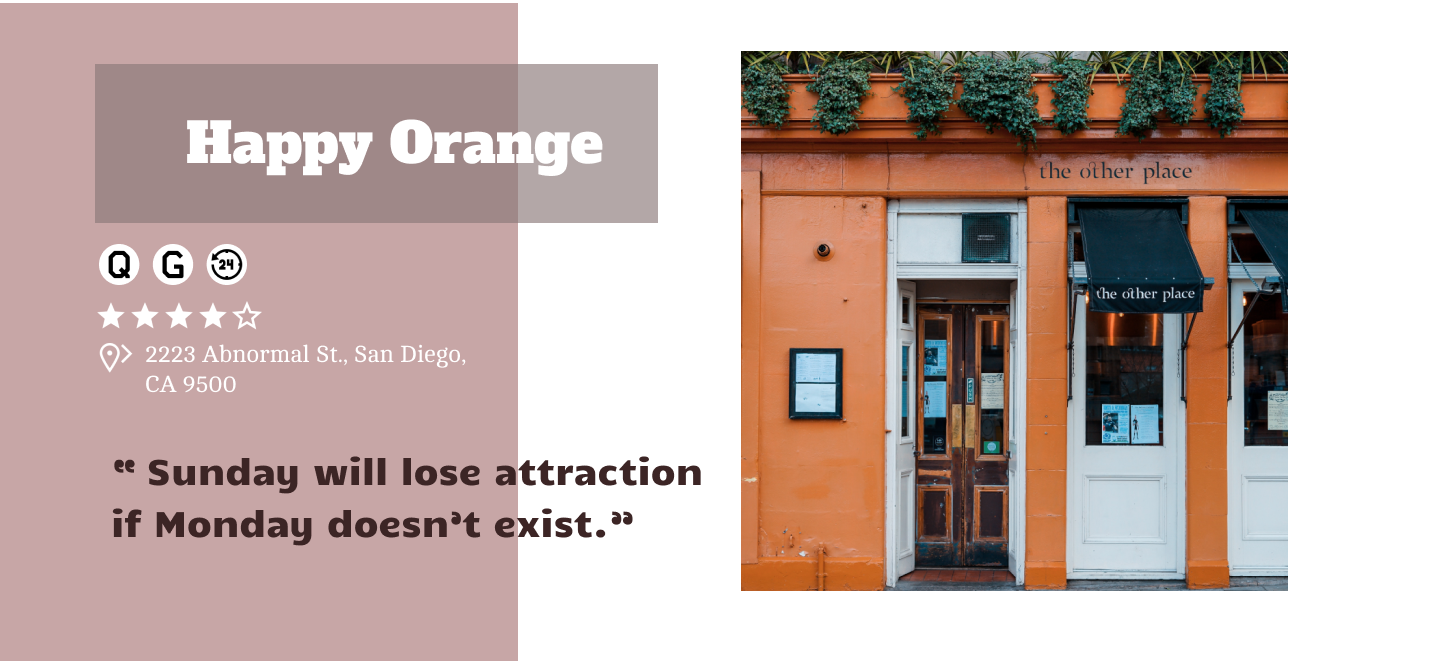 Happy Orange
Q G 24
2223 Abnormal St., San Diego,
CA 9500
“ Sunday will lose attraction
if Monday doesn’t exist.”
the other place
the other place